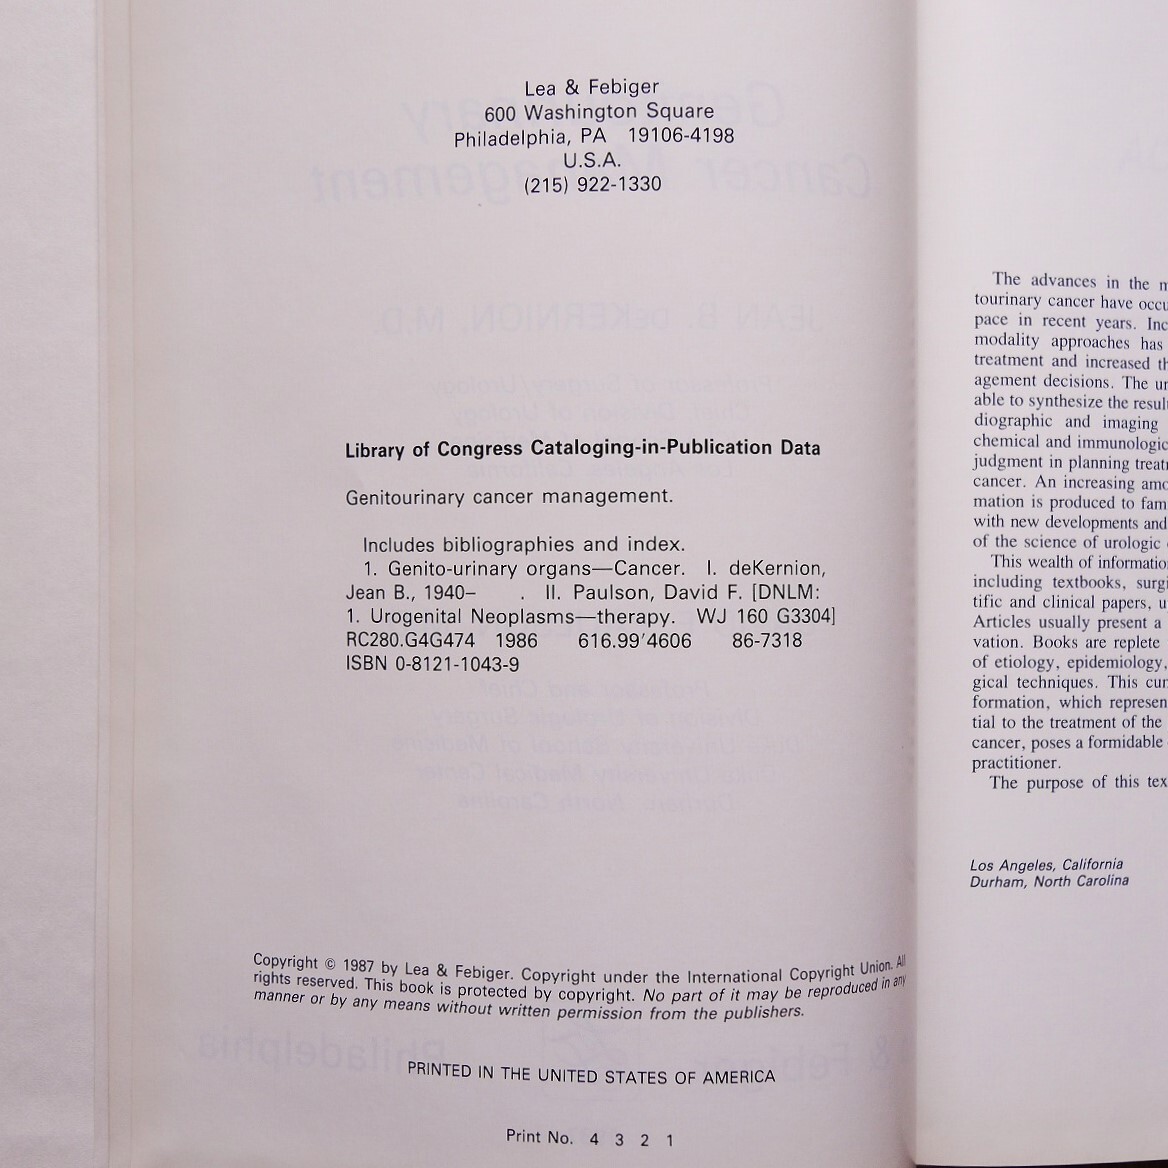 Lea & Febiger
600 Washington Square
Philadelphia, PA 19106-4198
U.S.A.
(215) 922-1330
Library of Congress Cataloging-in-Publication Data
Genitourinary cancer management.
Includes bibliographies and index.
1. Genito-urinary organs—Cancer. I. deKernion,
Jean B., 1940– . II. Paulson, David F. [DNLM:
1. Urogenital Neoplasms—therapy. WJ 160 G3304]
RC280.G4G474 1986 616.99'4606 86-7318
ISBN 0-8121-1043-9
Copyright © 1987 by Lea & Febiger. Copyright under the International Copyright Union. All
rights reserved. This book is protected by copyright. No part of it may be reproduced in any
manner or by any means without written permission from the publishers.
PRINTED IN THE UNITED STATES OF AMERICA
Print No. 4 3 2 1
The advances in the
tourinary cancer have
pace in recent years.
modality approaches has
treatment and increased
agement decisions. The
able to synthesize the
diographic and imaging
chemical and
judgment in planning
cancer. An increasing
mation is produced to
with new developments and
of the science of urologic
This wealth of
including textbooks,
tific and clinical papers,
Articles usually present a
vation. Books are replete
of etiology, epidemiology,
gical techniques. This
formation, which
tial to the treatment of the
cancer, poses a formidable
practitioner.
The purpose of this
Los Angeles, California
Durham, North Carolina